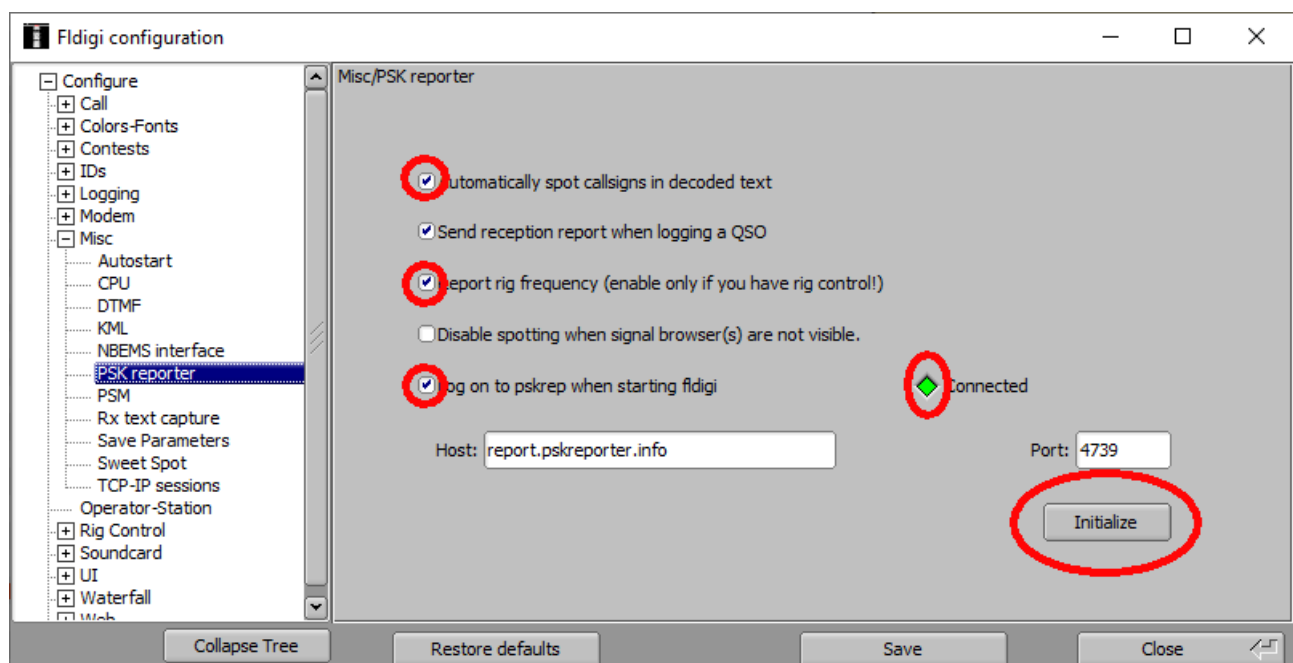 Fldigi configuration
Configure
Call
Colors-Fonts
Contests
IDs
Logging
Modem
Misc
Autostart
CPU
DTMF
KML
NBEMS interface
PSK reporter
PSM
Rx text capture
Save Parameters
Sweet Spot
TCP-IP sessions
Operator-Station
Rig Control
Soundcard
UI
Waterfall
Web
Collapse Tree
Misc/PSK reporter
Automatically spot callsigns in decoded text
Send reception report when logging a QSO
Report rig frequency (enable only if you have rig control!)
Disable spotting when signal browser(s) are not visible.
Log on to pskrep when starting fldigi
Connected
Host: report.pskreporter.info
Port: 4739
Initialize
Restore defaults
Save
Close